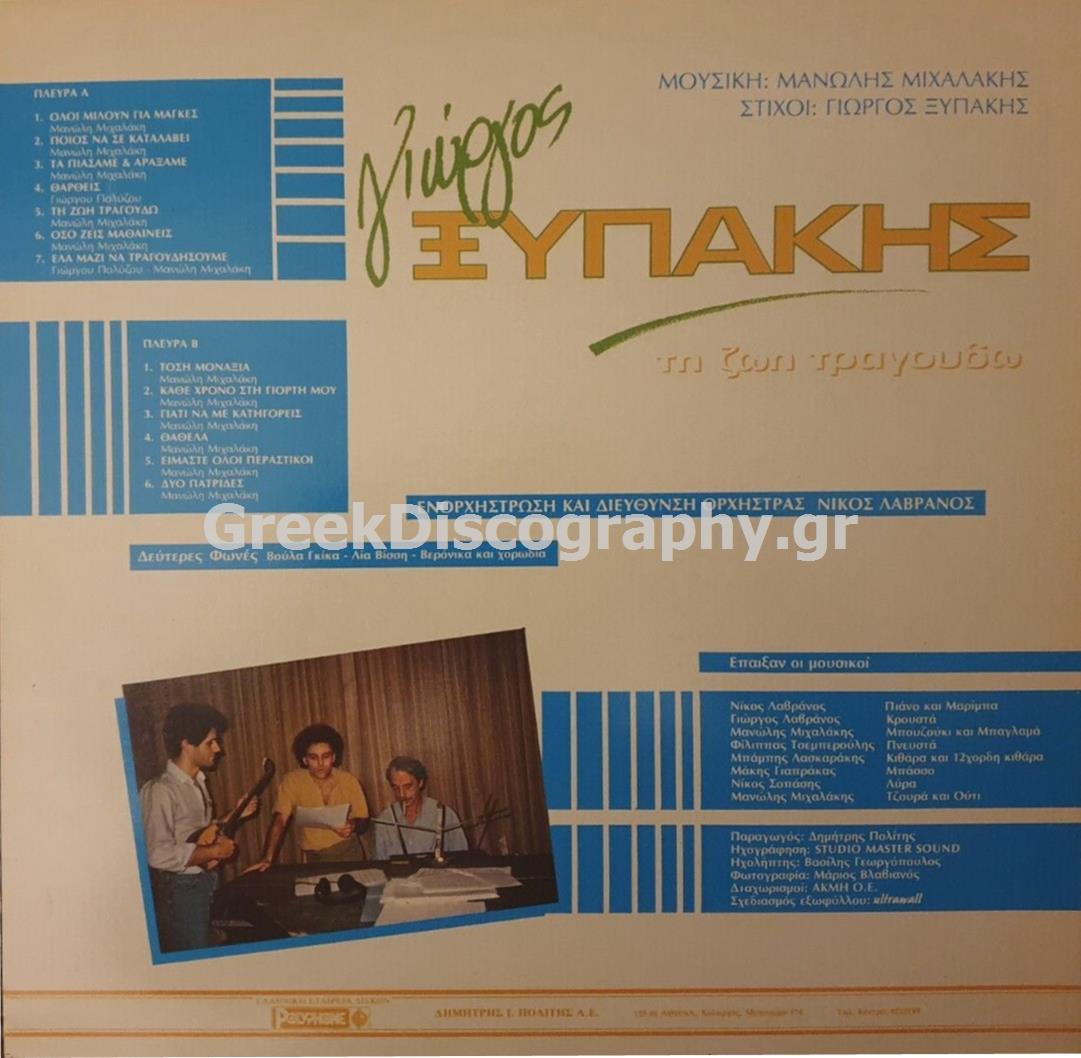 ΜΟΥΣΙΚΗ: ΜΑΝΩΛΗΣ ΜΙΧΑΛΑΚΗΣ
ΣΤΙΧΟΙ: ΓΙΩΡΓΟΣ ΞΥΠΑΚΗΣ
Γιώργος
ΞΥΠΑΚΗΣ
τη ζωη τραγουδω
ΠΛΕΥΡΑ Α
1. ΟΛΟΙ ΜΙΛΟΥΝ ΓΙΑ ΜΑΓΚΕΣ
Μανώλη Μιχαλάκη
2. ΠΟΙΟΣ ΝΑ ΣΕ ΚΑΤΑΛΑΒΕΙ
Μανώλη Μιχαλάκη
3. ΤΑ ΠΙΑΣΑΜΕ & ΑΡΑΞΑΜΕ
Μανώλη Μιχαλάκη
4. ΘΑΡΘΕΙΣ
Γιώργου Πολύζου
5. ΤΗ ΖΩΗ ΤΡΑΓΟΥΔΩ
Μανώλη Μιχαλάκη
6. ΟΣΟ ΖΕΙΣ ΜΑΘΑΙΝΕΙΣ
Μανώλη Μιχαλάκη
7. ΕΛΑ ΜΑΖΙ ΝΑ ΤΡΑΓΟΥΔΗΣΟΥΜΕ
Γιώργου Πολύζου - Μανώλη Μιχαλάκη
ΠΛΕΥΡΑ Β
1. ΤΟΣΗ ΜΟΝΑΞΙΑ
Μανώλη Μιχαλάκη
2. ΚΑΘΕ ΧΡΟΝΟ ΣΤΗ ΓΙΟΡΤΗ ΜΟΥ
Μανώλη Μιχαλάκη
3. ΓΙΑΤΙ ΝΑ ΜΕ ΚΑΤΗΓΟΡΕΙΣ
Μανώλη Μιχαλάκη
4. ΘΑΘΕΛΑ
Μανώλη Μιχαλάκη
5. ΕΙΜΑΣΤΕ ΟΛΟΙ ΠΕΡΑΣΤΙΚΟΙ
Μανώλη Μιχαλάκη
6. ΔΥΟ ΠΑΤΡΙΔΕΣ
Μανώλη Μιχαλάκη
ΕΝΟΡΧΗΣΤΡΩΣΗ ΚΑΙ ΔΙΕΥΘΥΝΣΗ ΟΡΧΗΣΤΡΑΣ ΝΙΚΟΣ ΛΑΒΡΑΝΟΣ
GreekDiscography.gr
Δεύτερες Φωνές Βούλα Γκίκα - Λία Βίσση - Βερόνικα και χορωδία
Επαιξαν οι μουσικοί
Νίκος Λαβράνος Πιάνο και Μαρίμπα
Γιώργος Λαβράνος Κρουστά
Μανώλης Μιχαλάκης Μπουζούκι και Μπαγλαμά
Φίλιππας Τσεμπερούλης Πνευστά
Μπάμπης Λασκαράκης Κιθάρα και 12χορδη κιθάρα
Μάκης Γιαπράκας Μπάσσο
Νίκος Σοπάσης Λύρα
Μανώλης Μιχαλάκης Τζουρά και Ούτι
Παραγωγός: Δημήτρης Πολίτης
Ηχογράφηση: STUDIO MASTER SOUND
Ηχολήπτης: Βασίλης Γεωργόπουλος
Φωτογραφία: Μάριος Βλαβιανός
Διαχωρισμοί: ΑΚΜΗ Ο.Ε.
Σχεδιασμός εξωφύλλου: ultrawall
ΕΛΛΗΝΙΚΗ ΕΤΑΙΡΕΙΑ ΔΙΣΚΩΝ
POLYPHONE
ΔΗΜΗΤΡΗΣ Ι. ΠΟΛΙΤΗΣ Α.Ε.
ΑΘΗΝΑ,
Τηλ. Κέντρο: